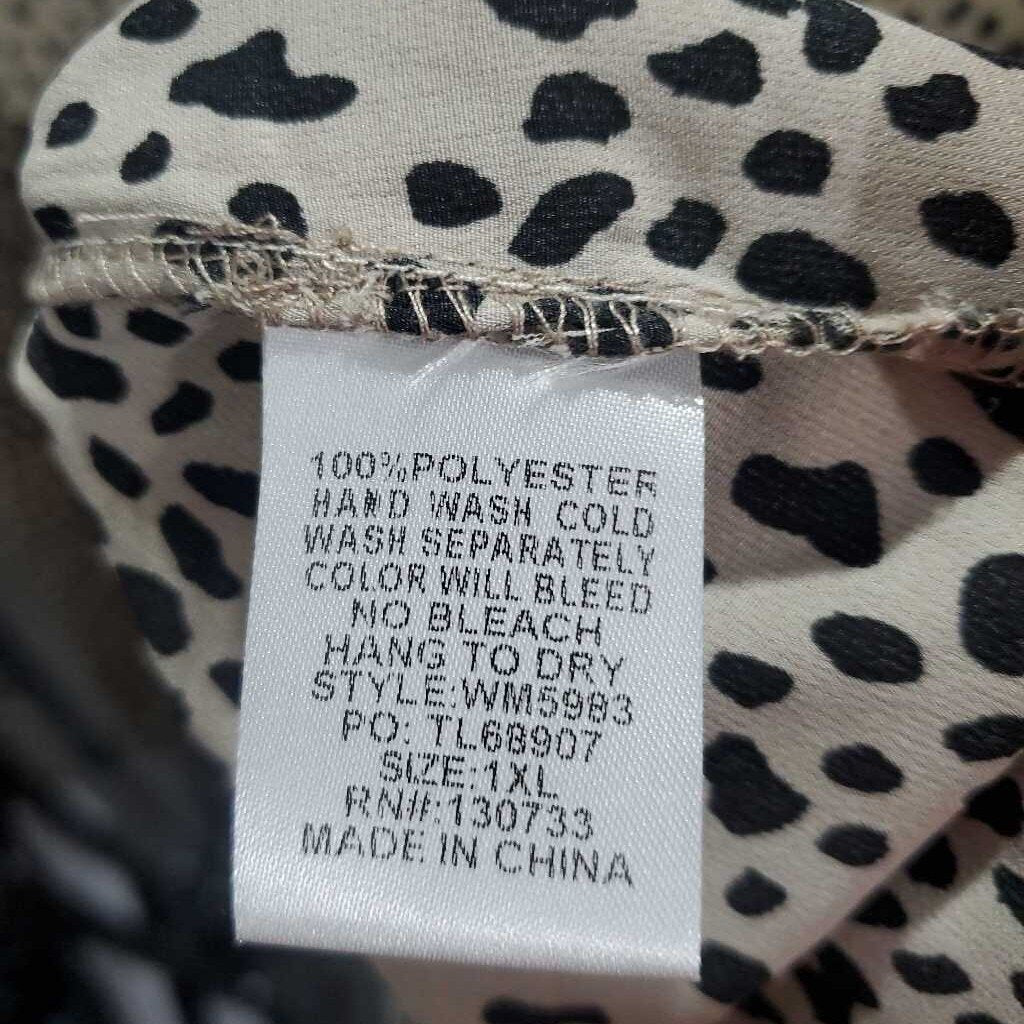 100%POLYESTER
HAND WASH COLD
WASH SEPARATELY
COLOR WILL BLEED
NO BLEACH
HANG TO DRY
STYLE:WM5983
PO: TL68907
SIZE:1XL
RN#:130733
MADE IN CHINA